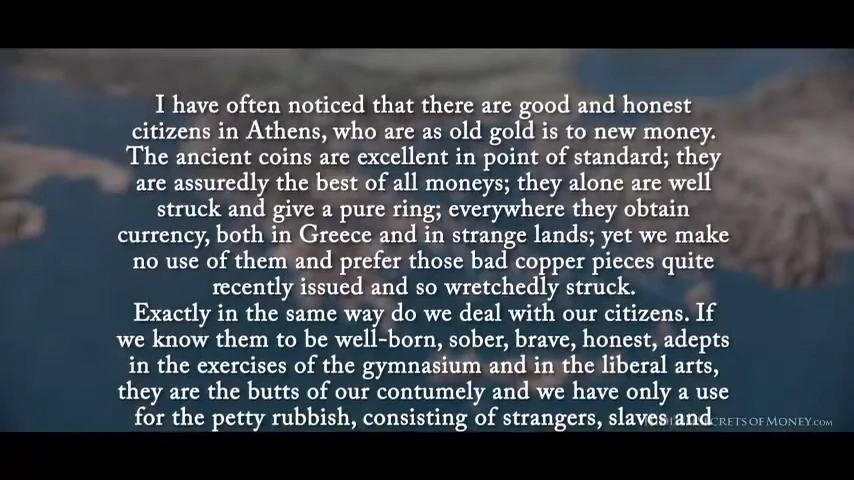 I have often noticed that there are good and honest
citizens in Athens, who are as old gold is to new money.
The ancient coins are excellent in point of standard; they
are assuredly the best of all moneys; they alone are well
struck and give a pure ring; everywhere they obtain
currency, both in Greece and in strange lands; yet we make
no use of them and prefer those bad copper pieces quite
recently issued and so wretchedly struck.
Exactly in the same way do we deal with our citizens. If
we know them to be well-born, sober, brave, honest, adepts
in the exercises of the gymnasium and in the liberal arts,
they are the butts of our contumely and we have only a use
for the petty rubbish, consisting of strangers, slaves and
SECRETS OF MONEY.COM